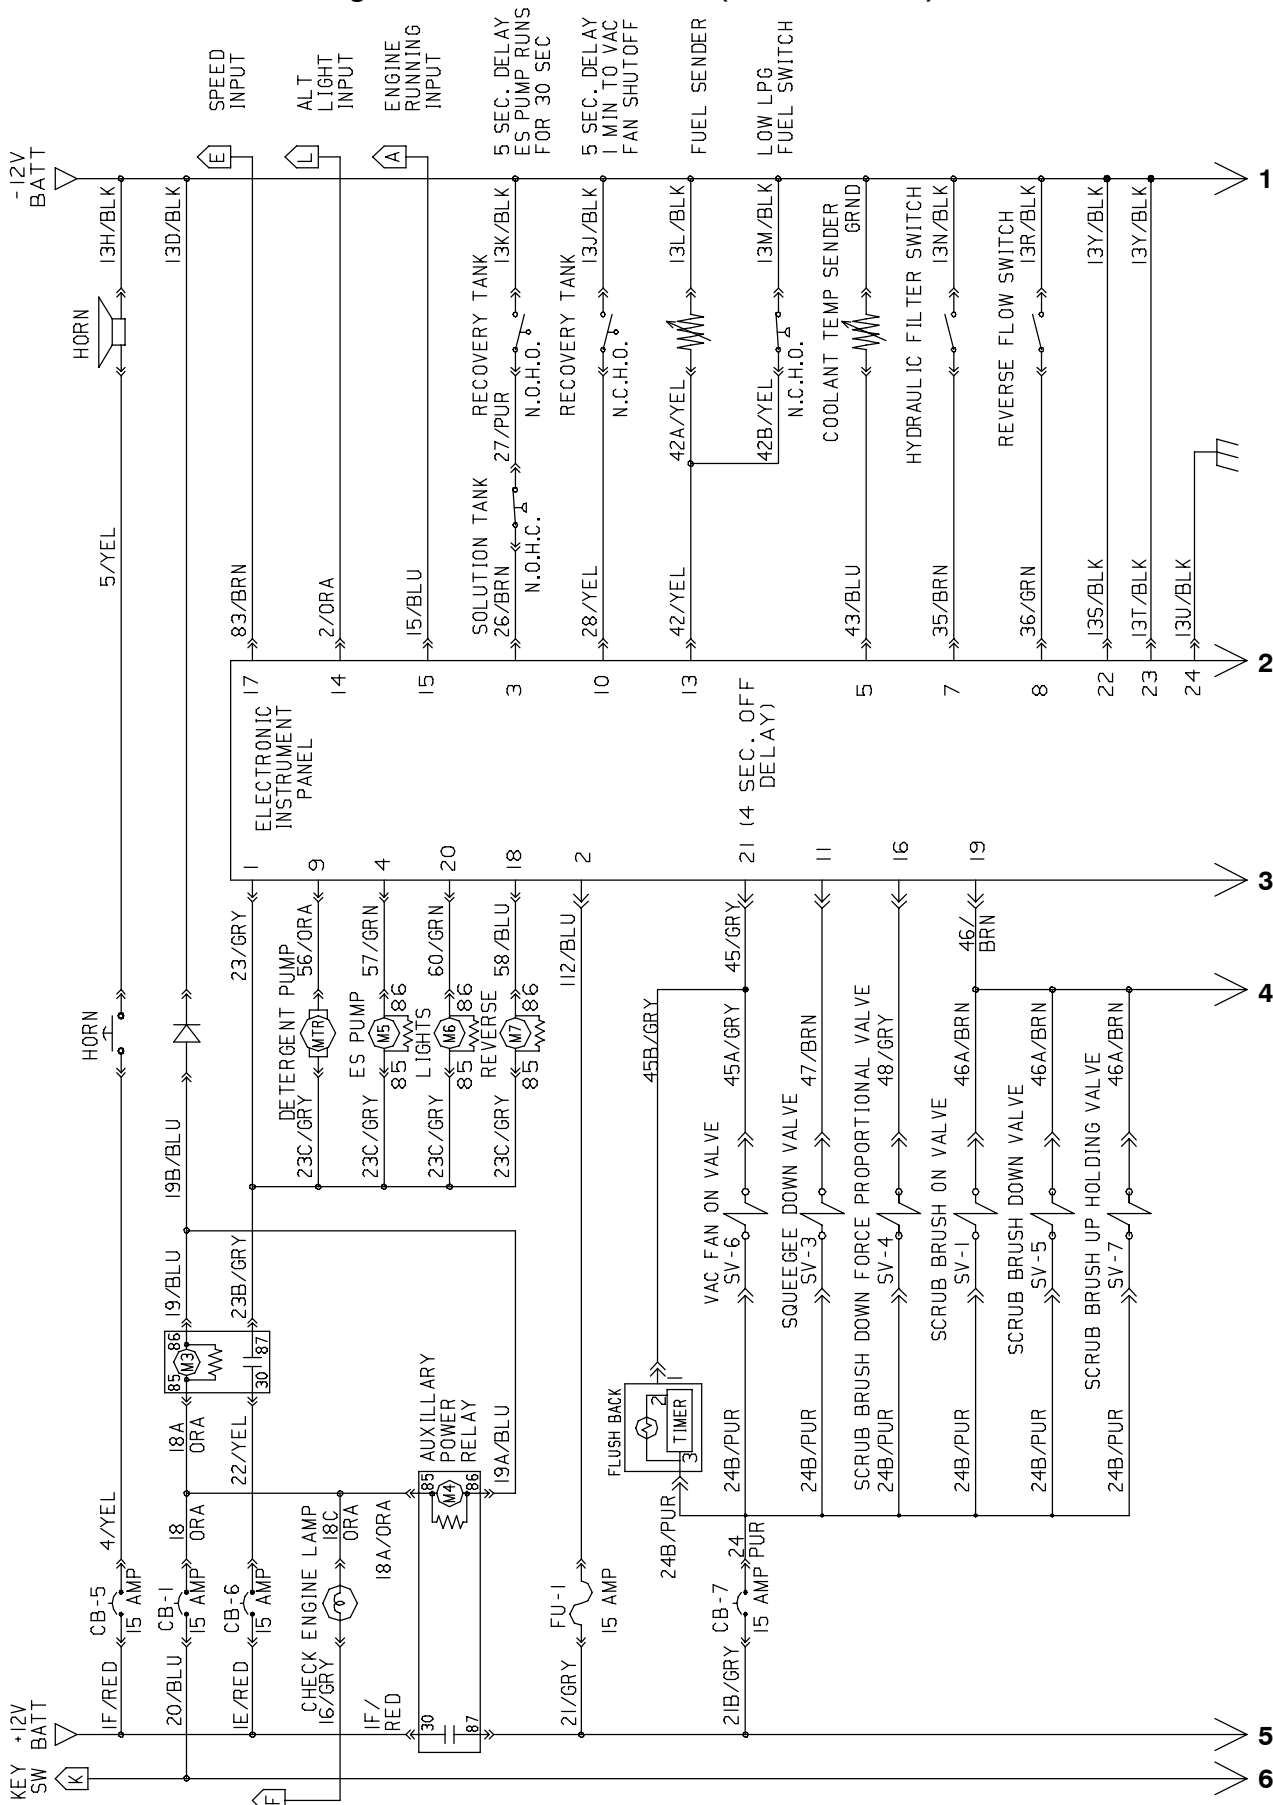 -12V
BATT
SPEED
INPUT
ALT
LIGHT
INPUT
ENGINE
RUNNING
INPUT
5 SEC. DELAY
ES PUMP RUNS
FOR 30 SEC
5 SEC. DELAY
1 MIN TO VAC
FAN SHUTOFF
FUEL SENDER
LOW LPG
FUEL SWITCH
E
L
A
1
13H/BLK
13D/BLK
13K/BLK
13J/BLK
13L/BLK
13M/BLK
GRND
13N/BLK
13R/BLK
13Y/BLK
13Y/BLK
HORN
RECOVERY TANK
N.O.H.O.
RECOVERY TANK
N.C.H.O.
N.C.H.O.
COOLANT TEMP SENDER
HYDRAULIC FILTER SWITCH
REVERSE FLOW SWITCH
27/PUR
42A/YEL
42B/YEL
SOLUTION TANK
N.O.H.C.
5/YEL
83/BRN
2/ORA
15/BLU
26/BRN
28/YEL
42/YEL
43/BLU
35/BRN
36/GRN
13S/BLK
13T/BLK
13U/BLK
2
17
14
15
3
10
13
5
7
8
22
23
24
ELECTRONIC
INSTRUMENT
PANEL
1
9
4
20
18
2
21 (4 SEC. OFF
DELAY)
11
16
19
3
23/GRY
56/ORA
57/GRN
60/GRN
58/BLU
112/BLU
45/GRY
46/
BRN
4
HORN
DETERGENT PUMP
MTR
ES PUMP
M5
85
86
LIGHTS
M6
85
86
REVERSE
M7
85
86
23C/GRY
23C/GRY
23C/GRY
23C/GRY
45B/GRY
45A/GRY
47/BRN
48/GRY
46A/BRN
46A/BRN
46A/BRN
VAC FAN ON VALVE
SV-6
SQUEEGEE DOWN VALVE
SV-3
SCRUB BRUSH DOWN FORCE PROPORTIONAL VALVE
SV-4
SCRUB BRUSH ON VALVE
SV-1
SCRUB BRUSH DOWN VALVE
SV-5
SCRUB BRUSH UP HOLDING VALVE
SV-7
19B/BLU
19/BLU
23B/GRY
86
85
M3
87
30
18A
ORA
22/YEL
AUXILLARY
POWER
RELAY
85
M4
86
19A/BLU
FLUSH BACK
1
2
TIMER
3
24B/PUR
24B/PUR
24B/PUR
24B/PUR
24B/PUR
24B/PUR
24B/PUR
4/YEL
18
ORA
18C
ORA
18A/ORA
24
PUR
CB-5
15 AMP
CB-1
15 AMP
CB-6
15 AMP
CHECK ENGINE LAMP
FU-1
15 AMP
CB-7
15 AMP
1F/RED
20/BLU
1E/RED
16/GRY
1F/
RED
30
87
21/GRY
21B/GRY
+12V
BATT
5
KEY
SW
K
F
6